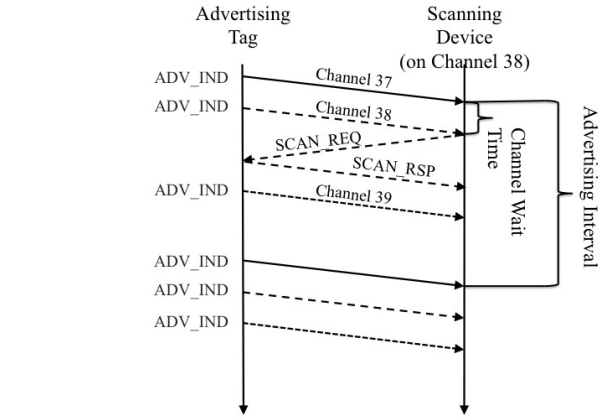 Advertising
Tag
Scanning
Device
(on Channel 38)
ADV_IND
Channel 37
ADV_IND
Channel 38
SCAN_REQ
SCAN_RSP
ADV_IND
Channel 39
Channel Wait
Time
Advertising Interval
ADV_IND
ADV_IND
ADV_IND